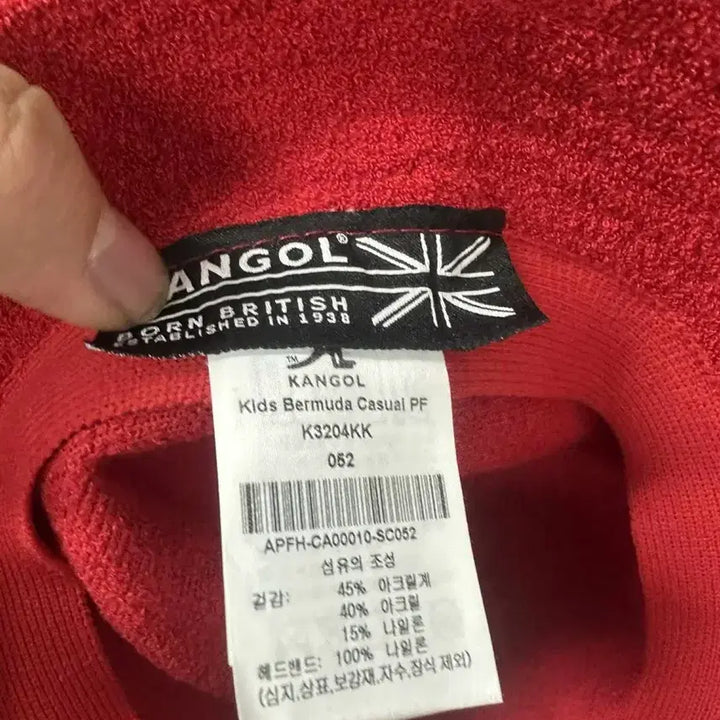 ANGOL®
BORN BRITISH
ESTABLISHED IN 1938
TM
KANGOL
Kids Bermuda Casual PF
K3204KK
052
APFH-CA00010-SC052
섬유의 조성
겉감: 45% 아크릴계
40% 아크릴
15% 나일론
헤드밴드: 100% 나일론
(심지,상표,보강재,자수,장식 제외)